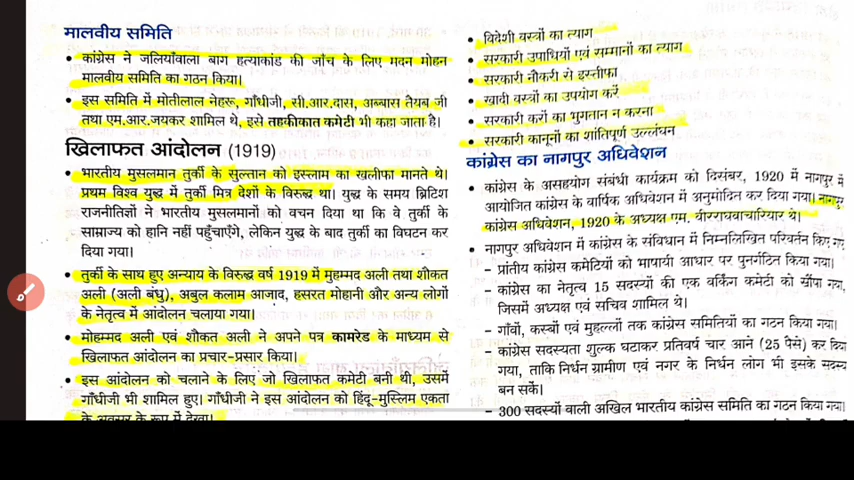 मालवीय समिति
• कांग्रेस ने जलियाँवाला बाग हत्याकांड की जाँच के लिए मदन मोहन
मालवीय समिति का गठन किया।
• इस समिति में मोतीलाल नेहरू, गाँधीजी, सी.आर.दास, अब्बास तैयब जी
तथा एम.आर.जयकर शामिल थे, इसे तहकीकात कमेटी भी कहा जाता है।
खिलाफत आंदोलन (1919)
• भारतीय मुसलमान तुर्की के सुल्तान को इस्लाम का खलीफा मानते थे।
प्रथम विश्व युद्ध में तुर्की मित्र देशों के विरुद्ध था। युद्ध के समय ब्रिटिश
राजनीतिज्ञों ने भारतीय मुसलमानों को वचन दिया था कि वे तुर्की के
साम्राज्य को हानि नहीं पहुँचाएँगे, लेकिन युद्ध के बाद तुर्की का विघटन कर
दिया गया।
• तुर्की के साथ हुए अन्याय के विरुद्ध वर्ष 1919 में मुहम्मद अली तथा शौकत
अली (अली बंधु), अबुल कलाम आजाद, हसरत मोहानी और अन्य लोगों
के नेतृत्व में आंदोलन चलाया गया।
• मोहम्मद अली एवं शौकत अली ने अपने पत्र कामरेड के माध्यम से
खिलाफत आंदोलन का प्रचार-प्रसार किया।
• इस आंदोलन को चलाने के लिए जो खिलाफत कमेटी बनी थी, उसमें
गाँधीजी भी शामिल हुए। गाँधीजी ने इस आंदोलन को हिंदू-मुस्लिम एकता
के अवसर के रूप में देखा।
• विदेशी वस्त्रों का त्याग
• सरकारी उपाधियों एवं सम्मानों का त्याग
• सरकारी नौकरी से इस्तीफा
• खादी वस्त्रों का उपयोग करें
• सरकारी करों का भुगतान न करना
• सरकारी कानूनों का शांतिपूर्ण उल्लंघन
कांग्रेस का नागपुर अधिवेशन
• कांग्रेस के असहयोग संबंधी कार्यक्रम को दिसंबर, 1920 में नागपुर में
आयोजित कांग्रेस के वार्षिक अधिवेशन में अनुमोदित कर दिया गया। नागपुर
कांग्रेस अधिवेशन, 1920 के अध्यक्ष एम. वीरराघवाचारियार थे।
• नागपुर अधिवेशन में कांग्रेस के संविधान में निम्नलिखित परिवर्तन किए गए
– प्रांतीय कांग्रेस कमेटियों को भाषायी आधार पर पुनर्गठित किया गया।
– कांग्रेस का नेतृत्व 15 सदस्यों की एक वर्किंग कमेटी को सौंपा गया,
जिसमें अध्यक्ष एवं सचिव शामिल थे।
– गाँवों, कस्बों एवं मुहल्लों तक कांग्रेस समितियों का गठन किया गया।
– कांग्रेस सदस्यता शुल्क घटाकर प्रतिवर्ष चार आने (25 पैसे) कर दिया
गया, ताकि निर्धन ग्रामीण एवं नगर के निर्धन लोग भी इसके सदस्य
बन सकें।
– 300 सदस्यों वाली अखिल भारतीय कांग्रेस समिति का गठन किया गया।